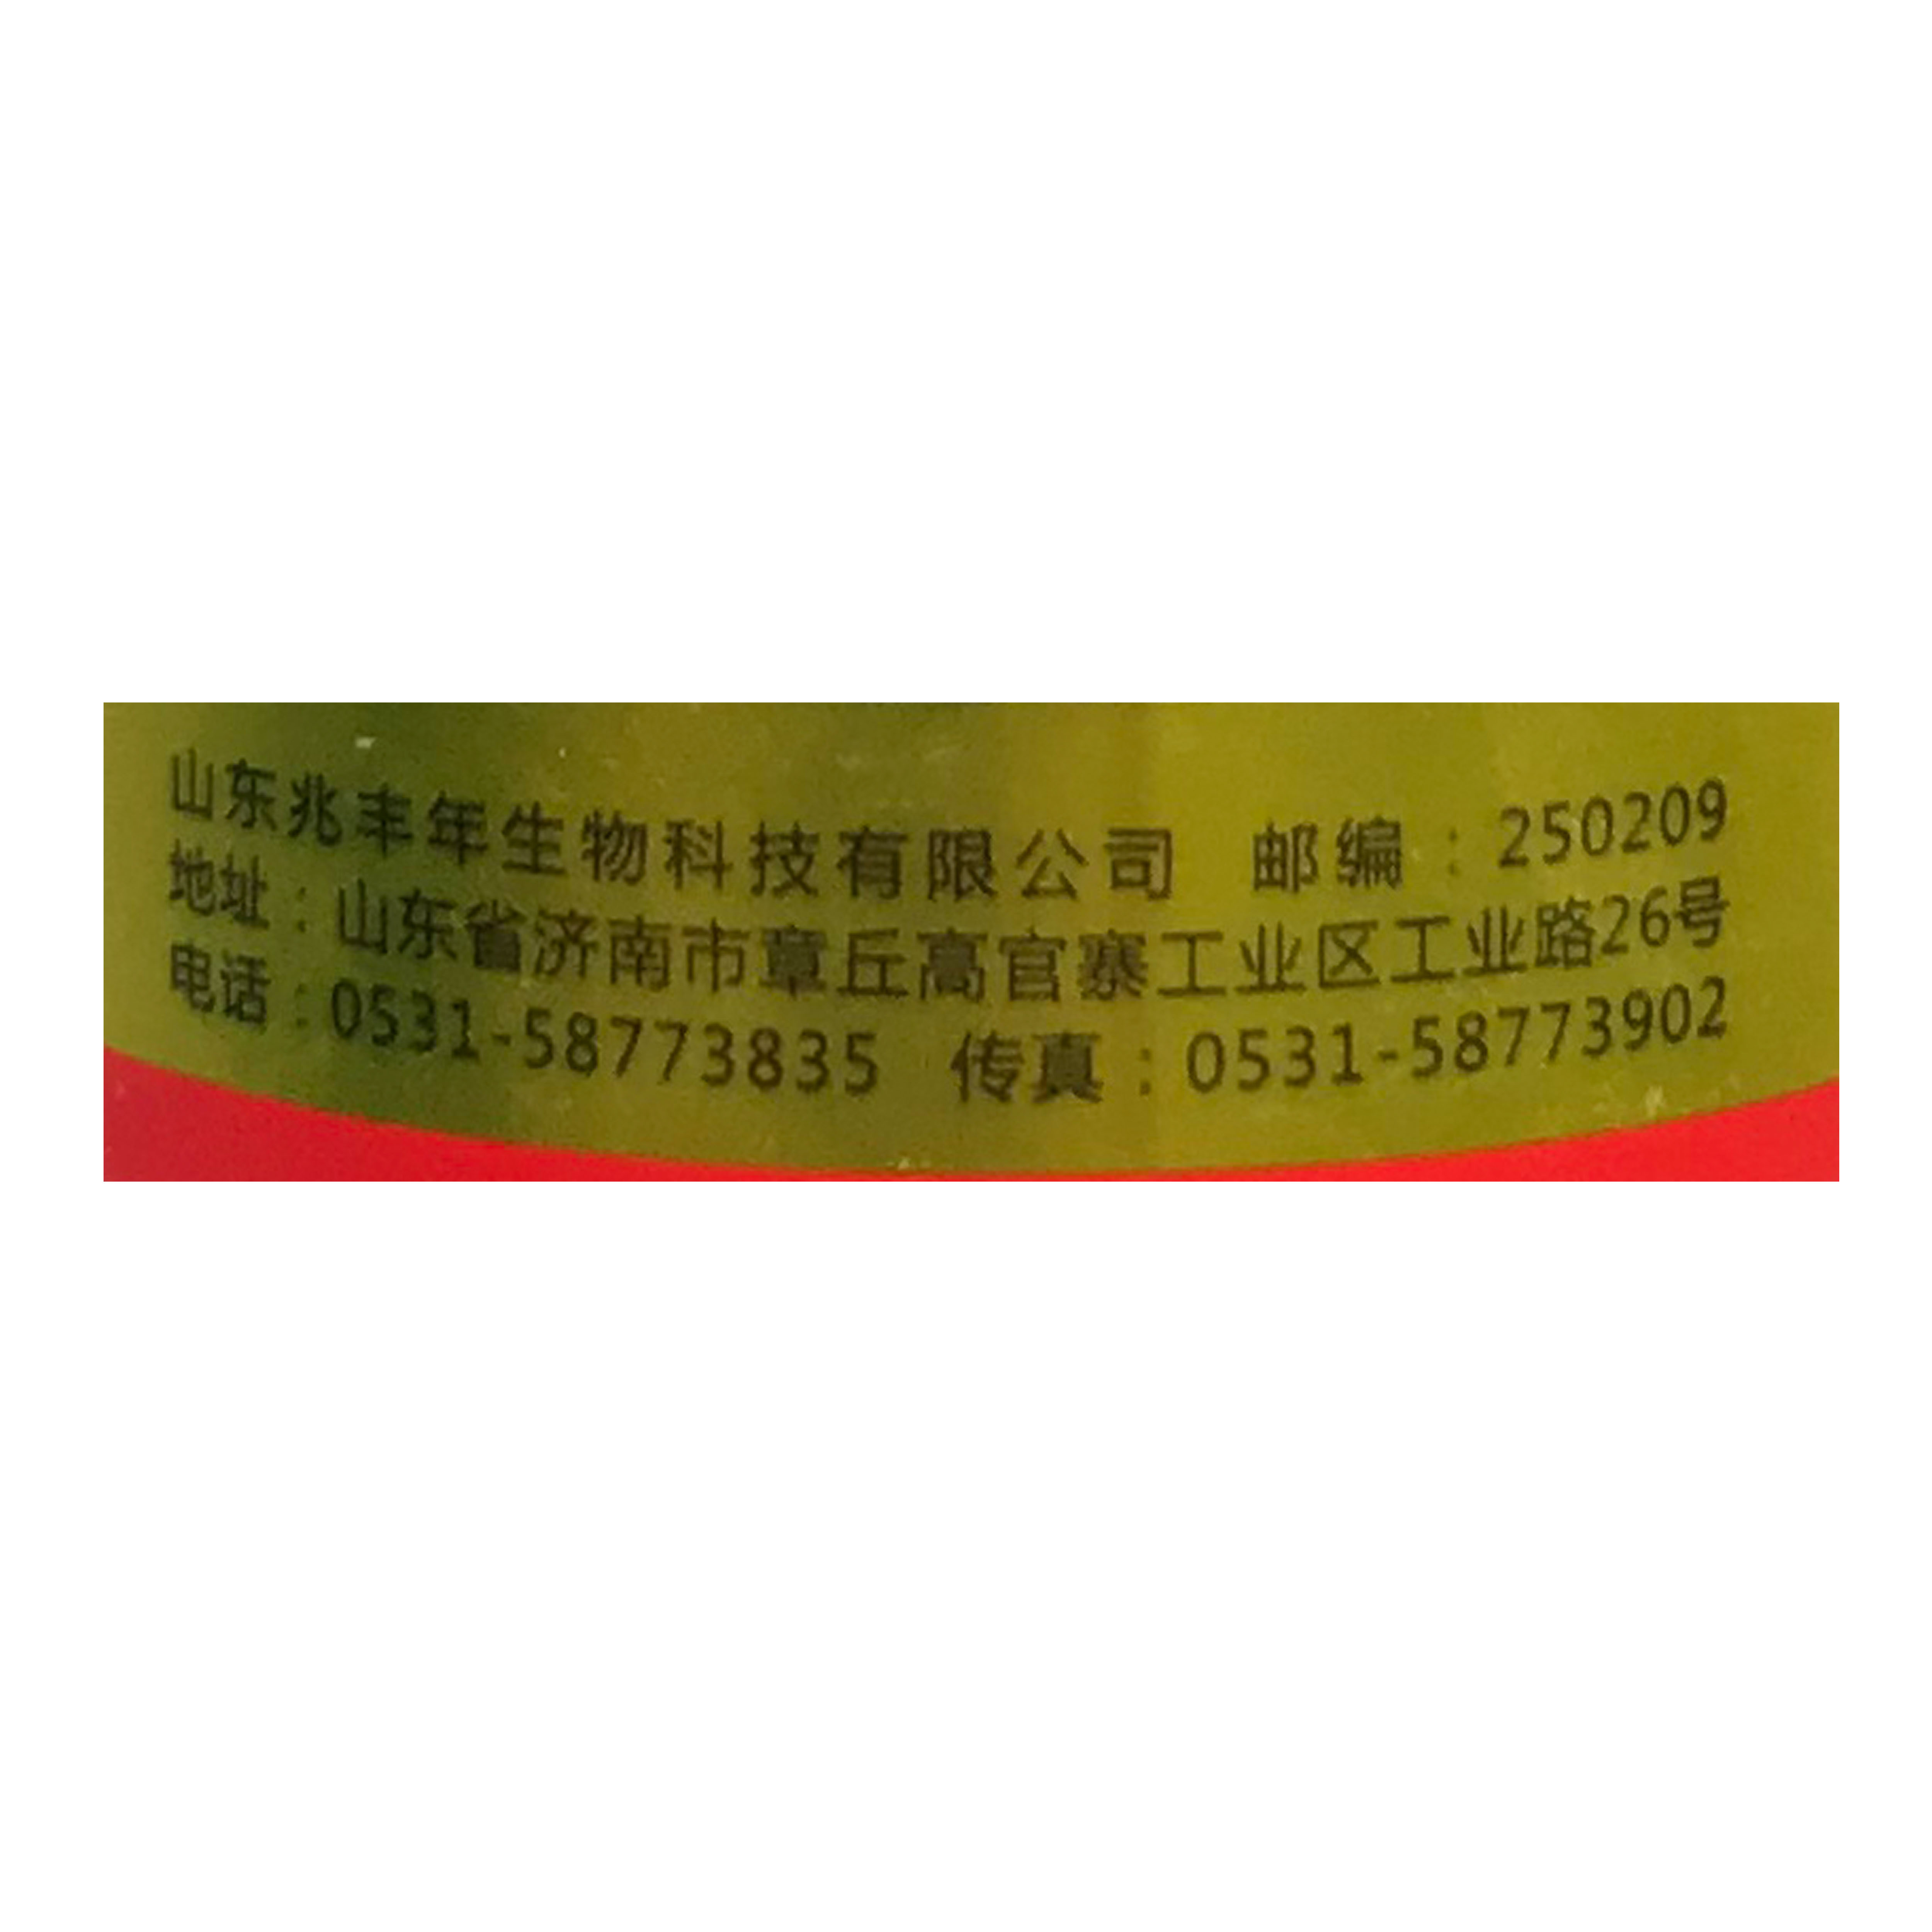 山东兆丰年生物科技有限公司 邮编：250209
地址：山东省济南市章丘高官寨工业区工业路26号
电话：0531-58773835 传真：0531-58773902